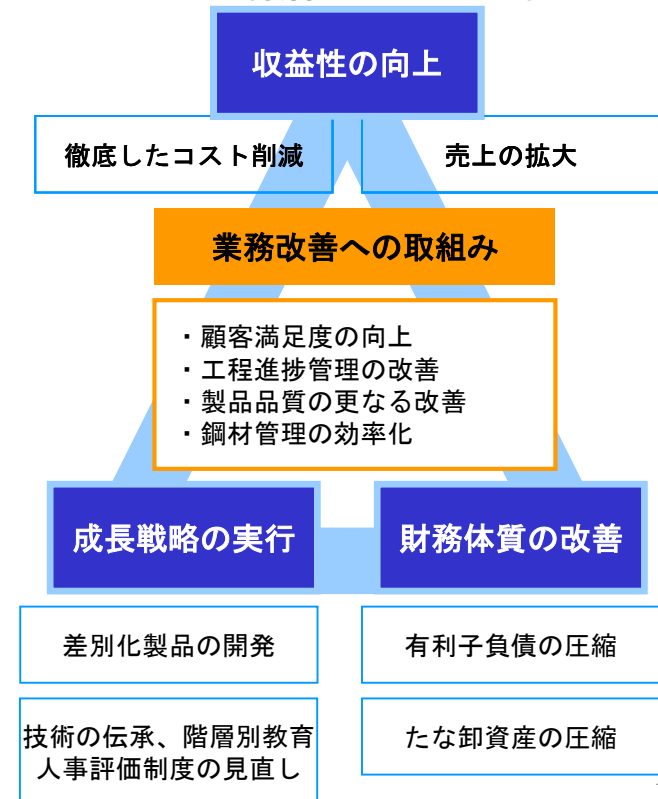 収益性の向上
徹底したコスト削減
売上の拡大
業務改善への取組み
・顧客満足度の向上
・工程進捗管理の改善
・製品品質の更なる改善
・鋼材管理の効率化
成長戦略の実行
財務体質の改善
差別化製品の開発
有利子負債の圧縮
技術の伝承、階層別教育
人事評価制度の見直し
たな卸資産の圧縮